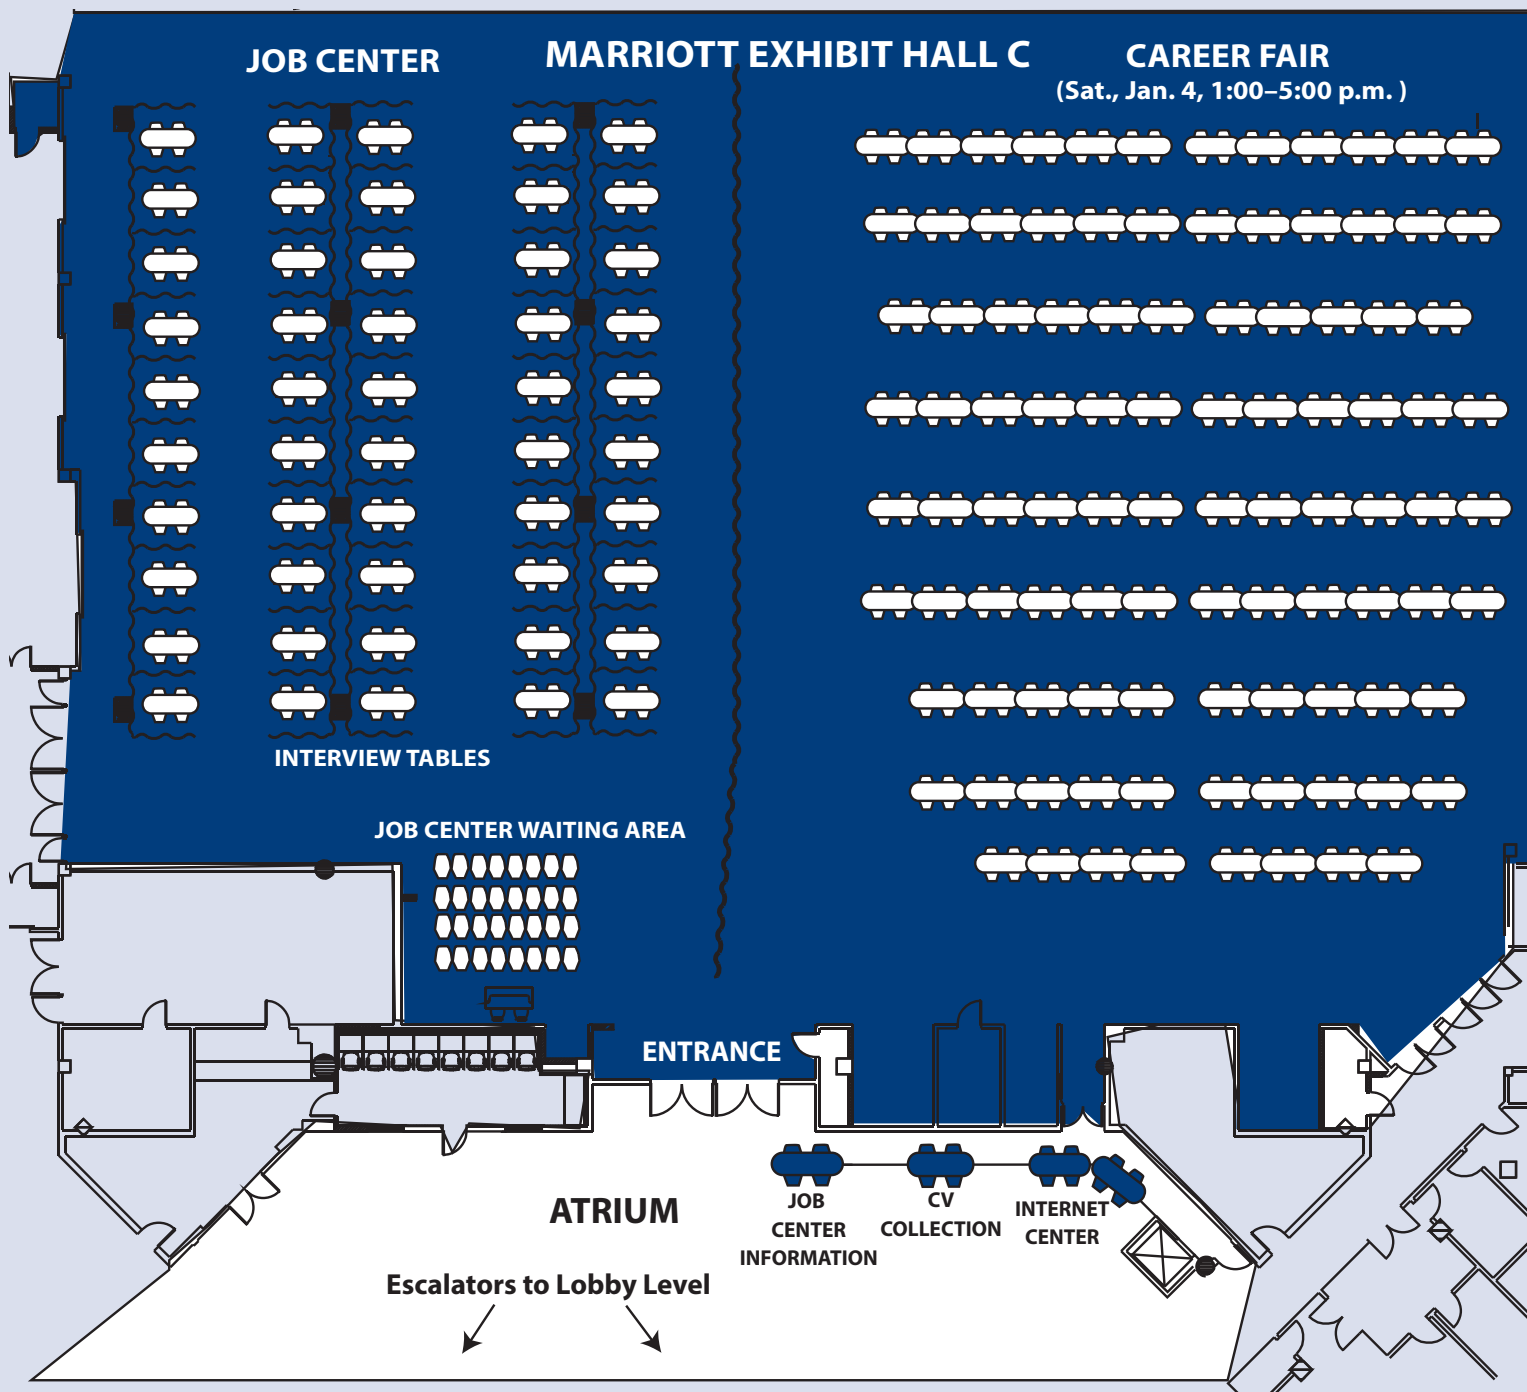 JOB CENTER
MARRIOTT EXHIBIT HALL C
CAREER FAIR
(Sat., Jan. 4, 1:00–5:00 p.m. )
INTERVIEW TABLES
JOB CENTER WAITING AREA
ENTRANCE
JOB
CENTER
INFORMATION
CV
COLLECTION
INTERNET
CENTER
ATRIUM
Escalators to Lobby Level